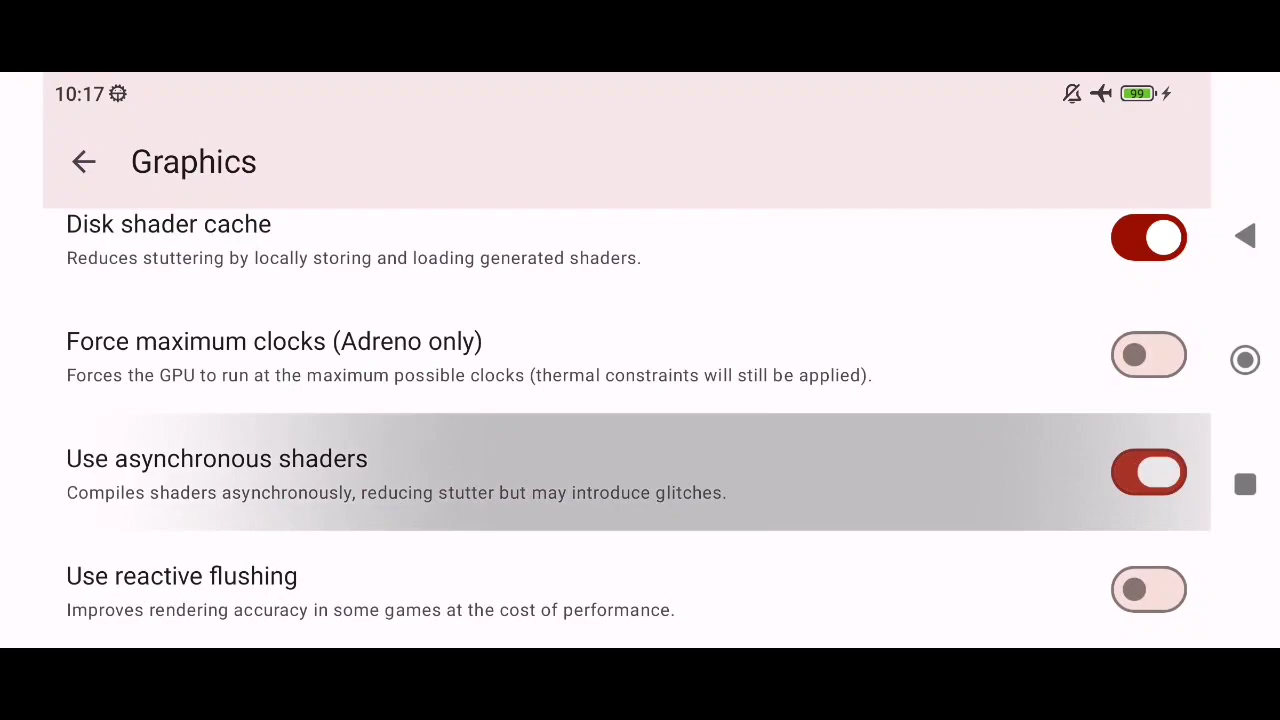 10:17
99
Graphics
Disk shader cache
Reduces stuttering by locally storing and loading generated shaders.
Force maximum clocks (Adreno only)
Forces the GPU to run at the maximum possible clocks (thermal constraints will still be applied).
Use asynchronous shaders
Compiles shaders asynchronously, reducing stutter but may introduce glitches.
Use reactive flushing
Improves rendering accuracy in some games at the cost of performance.